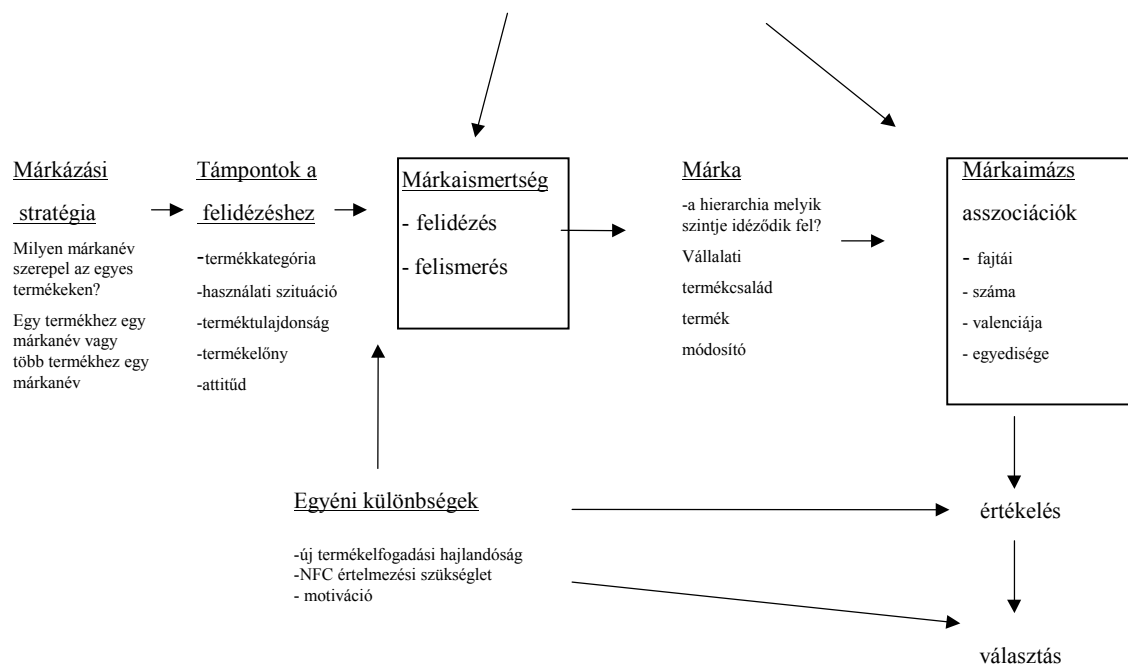 Márkázási
stratégia
Milyen márkanév
szerepel az egyes
termékeken?
Egy termékhez egy
márkanév vagy
több termékhez egy
márkanév
Támpontok a
felidézéshez
-termékkategória
-használati szituáció
-terméktulajdonság
-termékelőny
-attitűd
Márkaismertség
- felidézés
- felismerés
Márka
-a hierarchia melyik
szintje idéződik fel?
Vállalati
termékcsalád
termék
módosító
Márkaimázs
asszociációk
- fajtái
- száma
- valenciája
- egyedisége
Egyéni különbségek
-új termékelfogadási hajlandóság
-NFC értelmezési szükséglet
- motiváció
értékelés
választás